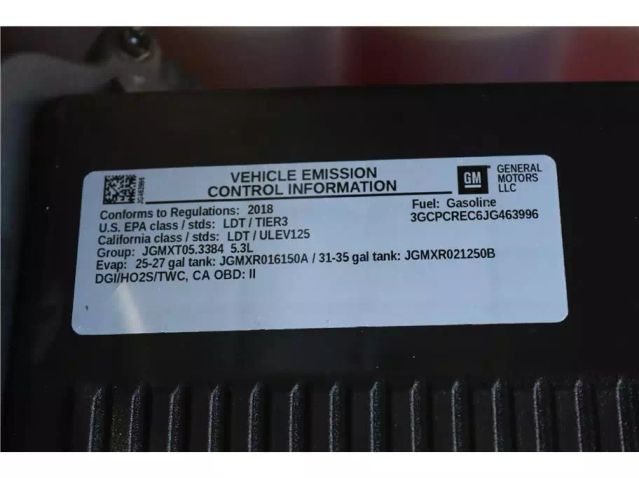 VEHICLE EMISSION
CONTROL INFORMATION
GM
GENERAL
MOTORS
LLC
JG463996
Conforms to Regulations: 2018
U.S. EPA class / stds: LDT / TIER3
California class / stds: LDT / ULEV125
Group: JGMXT05.3384 5.3L
Evap: 25-27 gal tank: JGMXR016150A / 31-35 gal tank: JGMXR021250B
DGI/HO2S/TWC, CA OBD: II
Fuel: Gasoline
3GCPCREC6JG463996